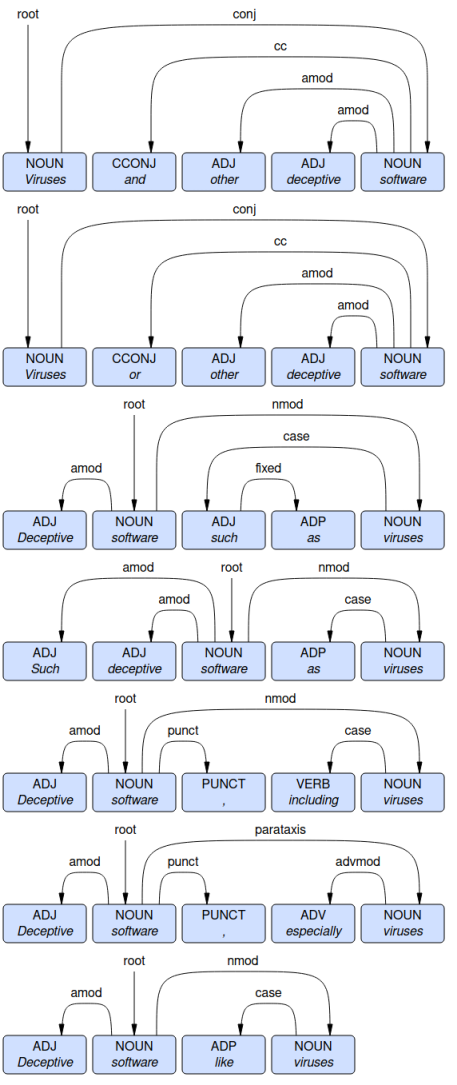 root conj
cc
amod
amod
NOUN CCONJ ADJ ADJ NOUN
Viruses and other deceptive software
root conj
cc
amod
amod
NOUN CCONJ ADJ ADJ NOUN
Viruses or other deceptive software
root nmod
case
amod fixed
ADJ NOUN ADJ ADP NOUN
Deceptive software such as viruses
amod root nmod
amod case
ADJ ADJ NOUN ADP NOUN
Such deceptive software as viruses
root nmod
amod punct case
ADJ NOUN PUNCT VERB NOUN
Deceptive software , including viruses
root parataxis
amod punct advmod
ADJ NOUN PUNCT ADV NOUN
Deceptive software , especially viruses
root nmod
amod case
ADJ NOUN ADP NOUN
Deceptive software like viruses